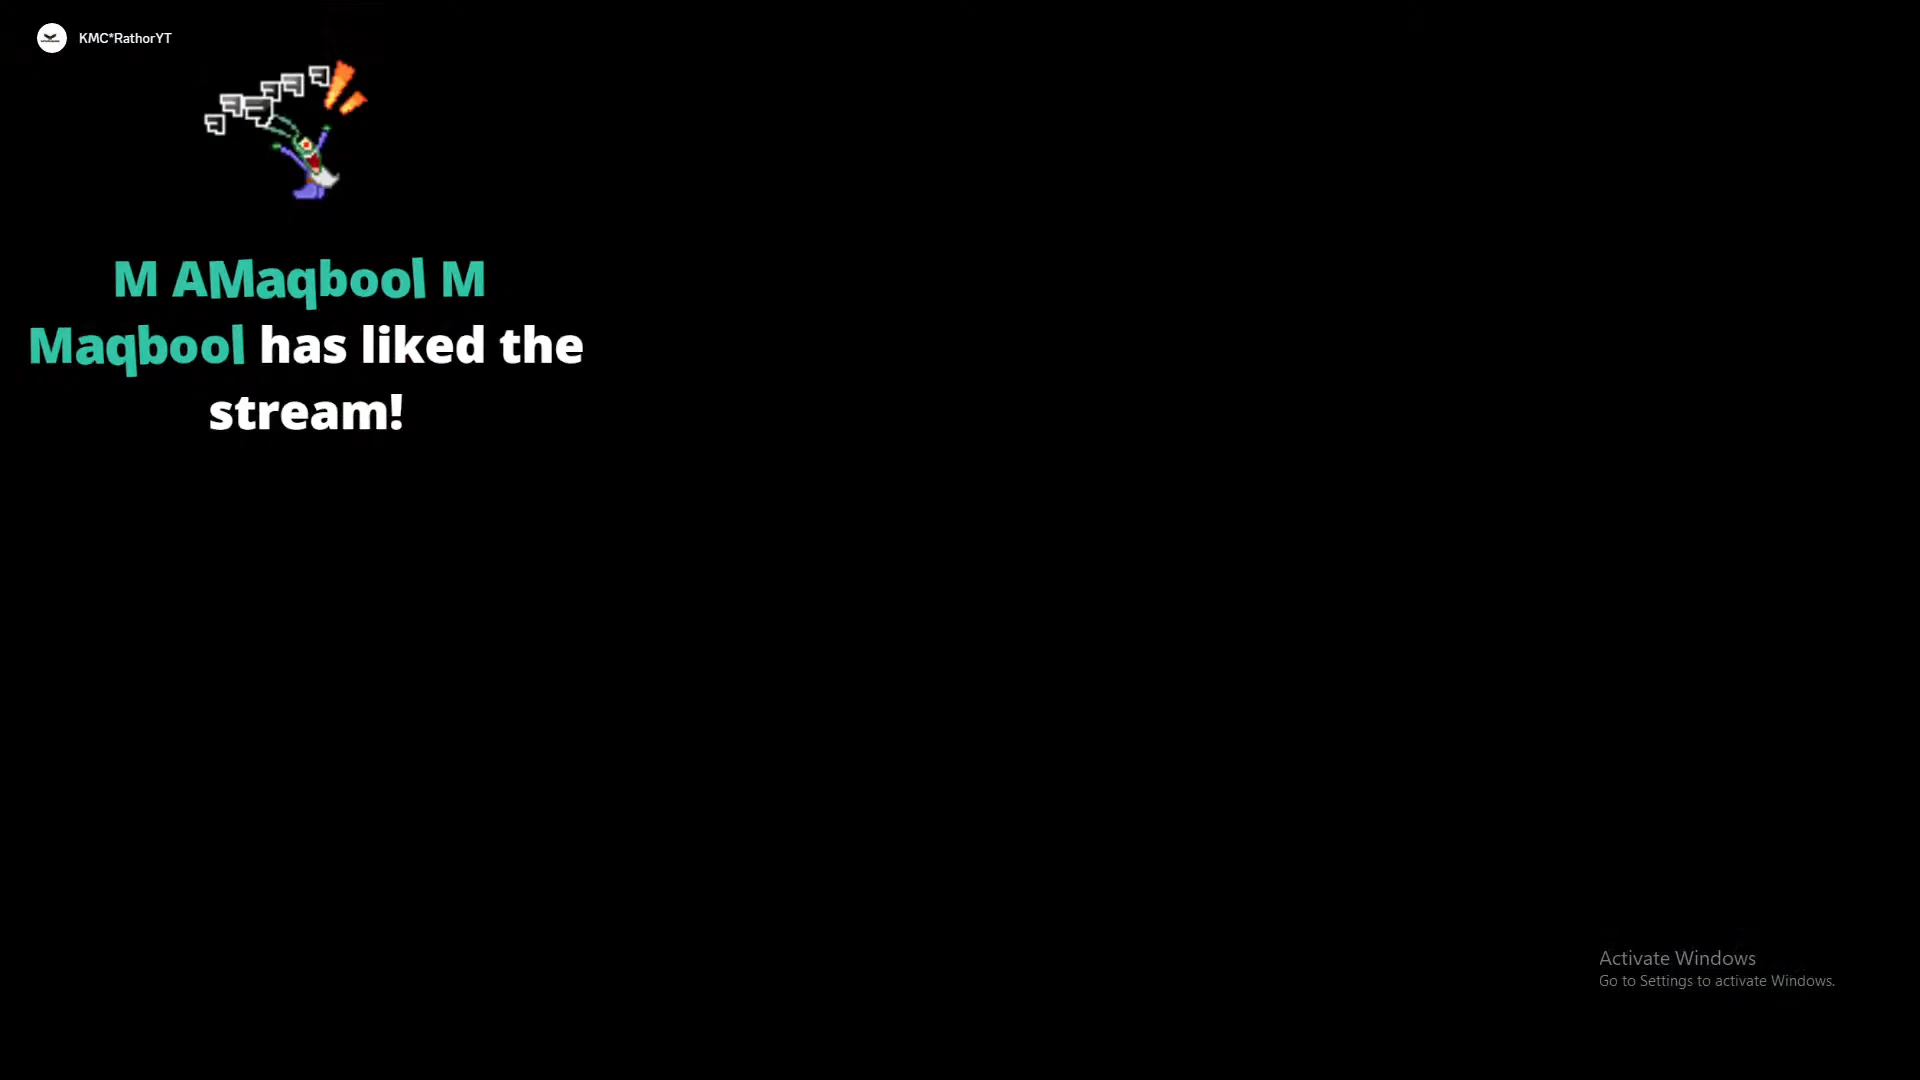 KMC*RathorYT
M AMaqbool M
Maqbool has liked the
stream!
Activate Windows
Go to Settings to activate Windows.